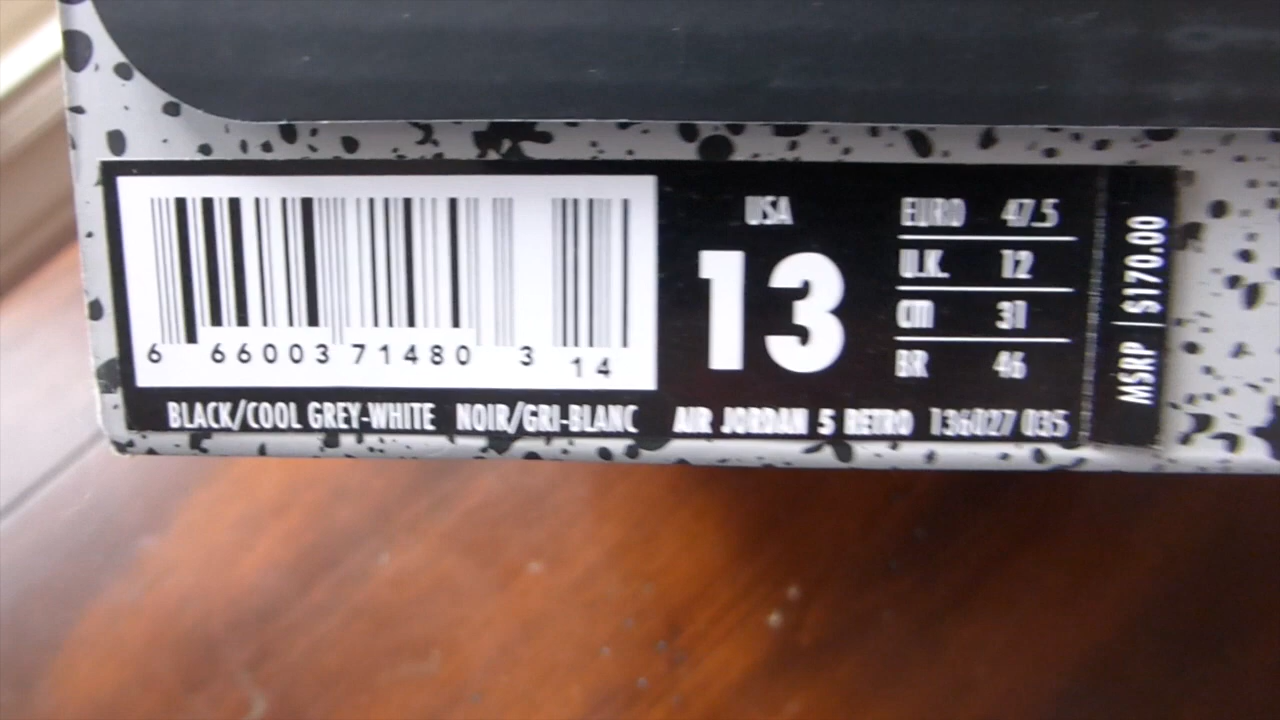 6 66003 71480 3 14
USA
13
EURO 47.5
U.K. 12
CM 31
BR 46
BLACK/COOL GREY-WHITE NOIR/GRI-BLANC
AIR JORDAN 5 RETRO 136027 035
MSRP | $170.00